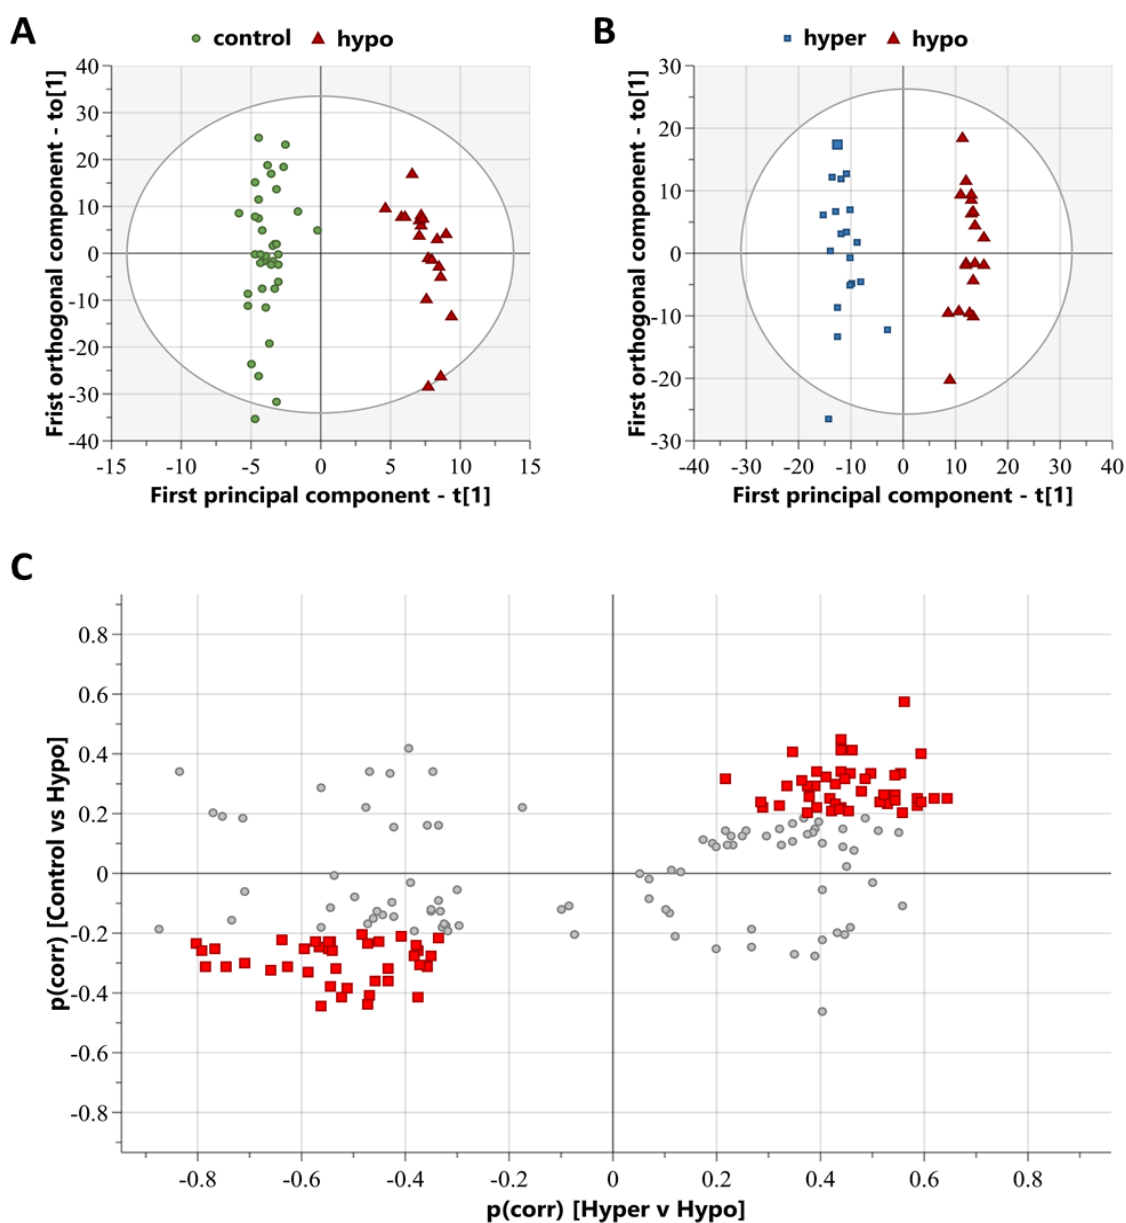 A
control hypo
Frist orthogonal component - to[1]
40
30
20
10
0
-10
-20
-30
-40
-15 -10 -5 0 5 10 15
First principal component - t[1]
B
hyper hypo
First orthogonal component - to[1]
30
20
10
0
-10
-20
-30
-40 -30 -20 -10 0 10 20 30 40
First principal component - t[1]
C
p(corr) [Control vs Hypo]
0.8
0.6
0.4
0.2
0
-0.2
-0.4
-0.6
-0.8
-0.8 -0.6 -0.4 -0.2 0 0.2 0.4 0.6 0.8
p(corr) [Hyper v Hypo]